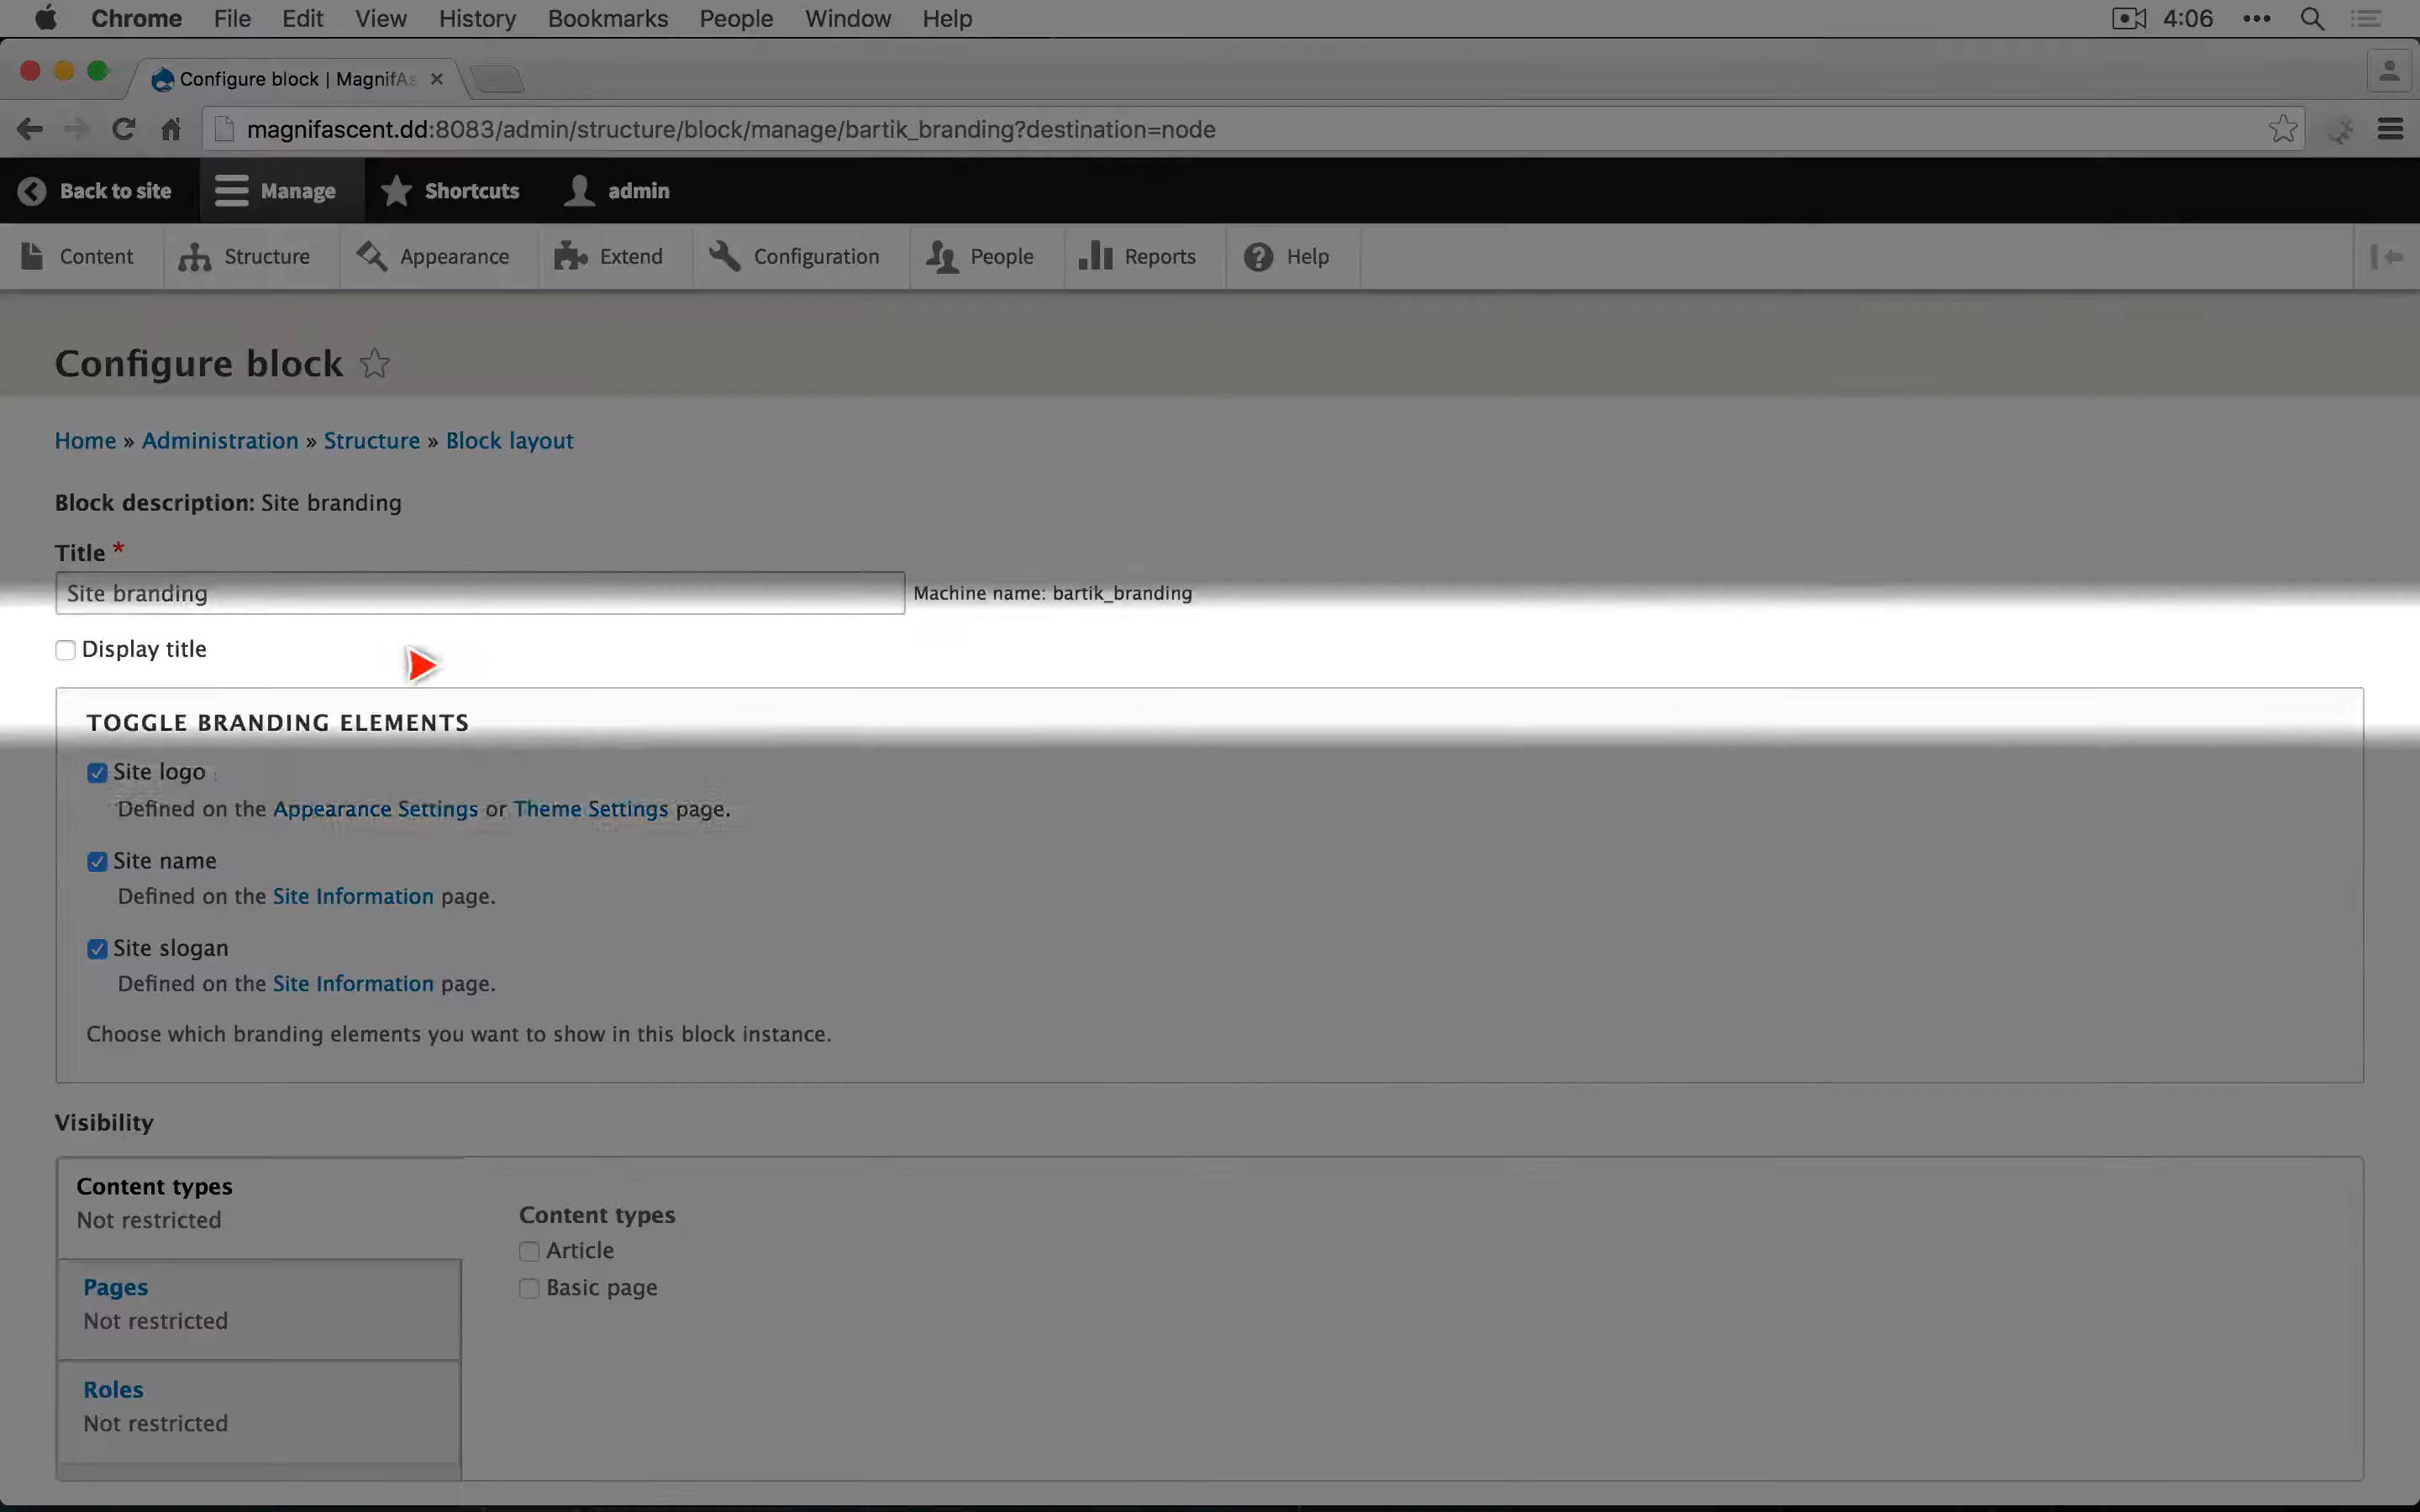 Chrome File Edit View History Bookmarks People Window Help 4:06
Configure block | MagnifAs
magnifascent.dd:8083/admin/structure/block/manage/bartik_branding?destination=node
Back to site Manage Shortcuts admin
Content Structure Appearance Extend Configuration People Reports Help
Configure block
Home » Administration » Structure » Block layout
Block description: Site branding
Title *
Site branding Machine name: bartik_branding
Display title
TOGGLE BRANDING ELEMENTS
Site logo
Defined on the Appearance Settings or Theme Settings page.
Site name
Defined on the Site Information page.
Site slogan
Defined on the Site Information page.
Choose which branding elements you want to show in this block instance.
Visibility
Content types
Not restricted
Pages
Not restricted
Roles
Not restricted
Content types
Article
Basic page